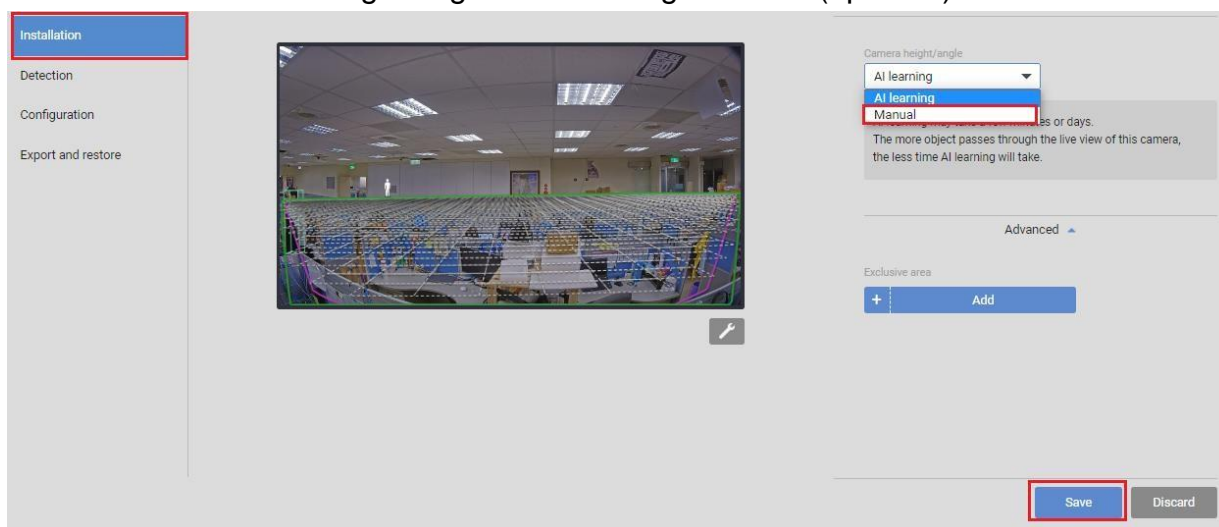 Installation
Detection
Configuration
Export and restore
Camera height/angle
AI learning
AI learning
Manual
or days.
The more object passes through the live view of this camera,
the less time AI learning will take.
Advanced
Exclusive area
+ Add
Save Discard